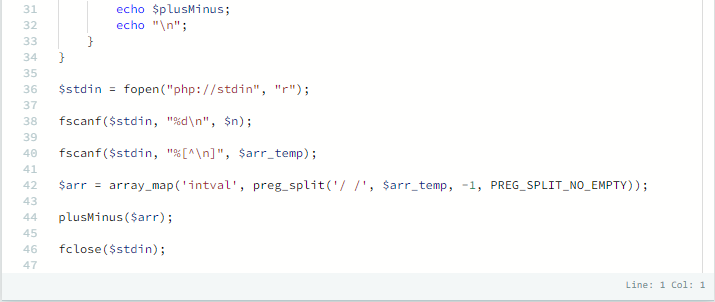 31 echo $plusMinus;
32 echo "\n";
33 }
34 }
35
36 $stdin = fopen("php://stdin", "r");
37
38 fscanf($stdin, "%d\n", $n);
39
40 fscanf($stdin, "%[^\n]", $arr_temp);
41
42 $arr = array_map('intval', preg_split('/ /', $arr_temp, -1, PREG_SPLIT_NO_EMPTY));
43
44 plusMinus($arr);
45
46 fclose($stdin);
47
Line: 1 Col: 1